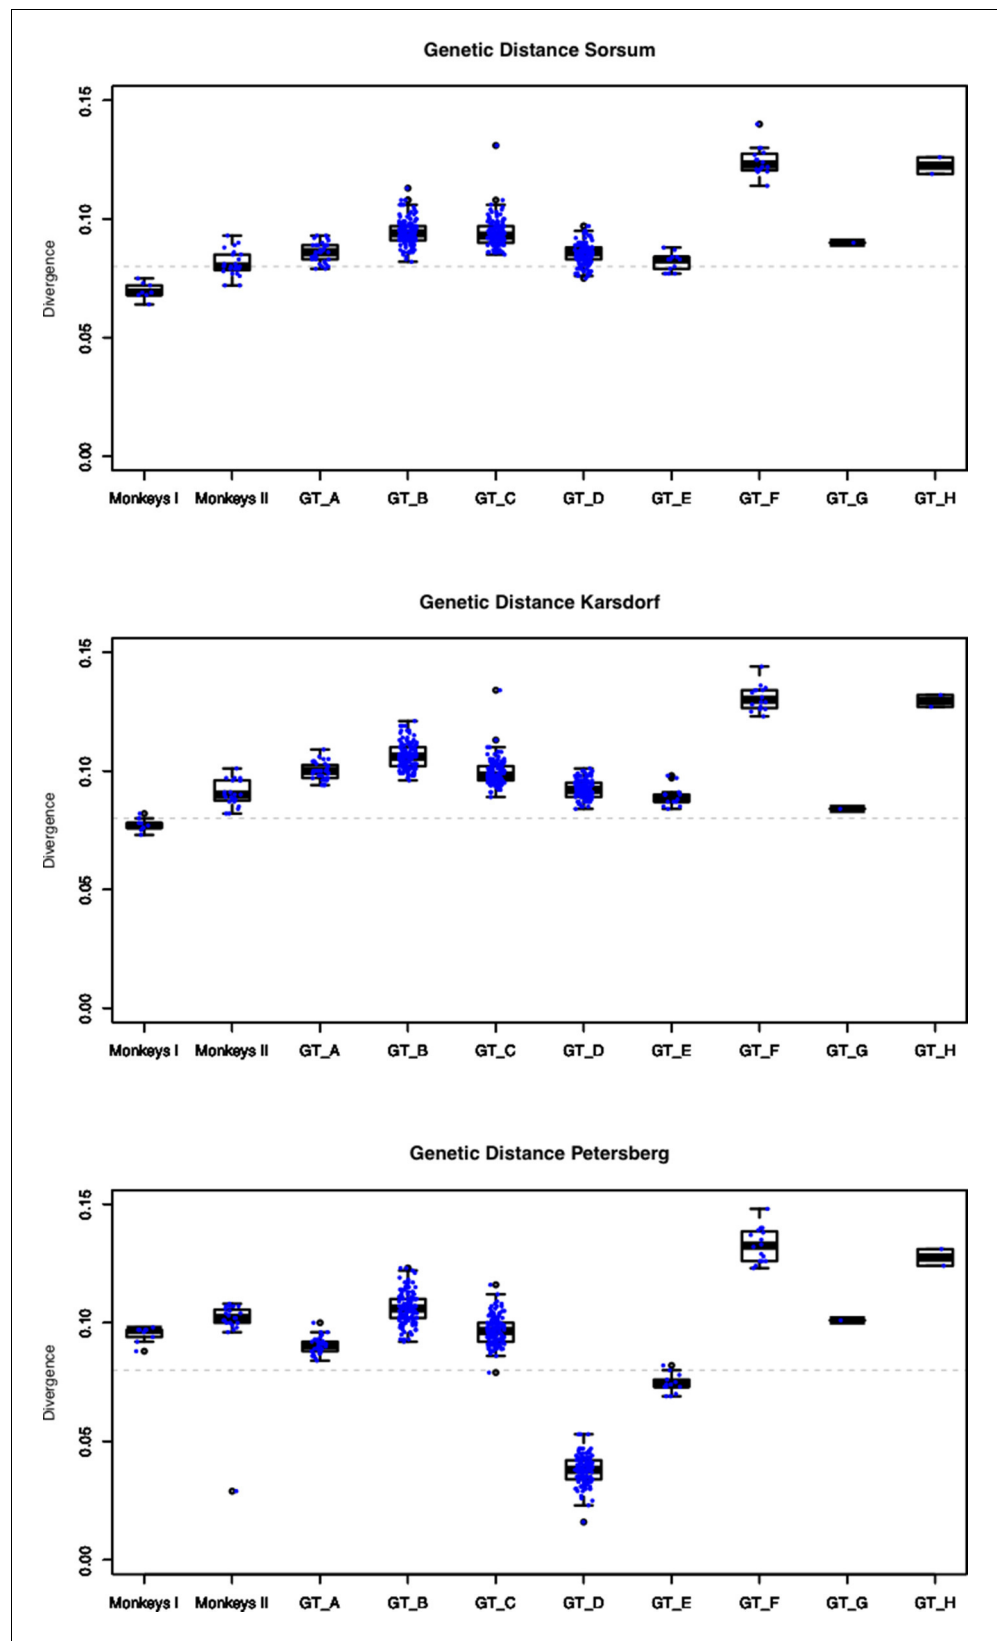 Genetic Distance Sorsum
0.15
0.10
0.05
0.00
Divergence
Monkeys I Monkeys II GT_A GT_B GT_C GT_D GT_E GT_F GT_G GT_H
Genetic Distance Karsdorf
0.15
0.10
0.05
0.00
Divergence
Monkeys I Monkeys II GT_A GT_B GT_C GT_D GT_E GT_F GT_G GT_H
Genetic Distance Petersberg
0.15
0.10
0.05
0.00
Divergence
Monkeys I Monkeys II GT_A GT_B GT_C GT_D GT_E GT_F GT_G GT_H